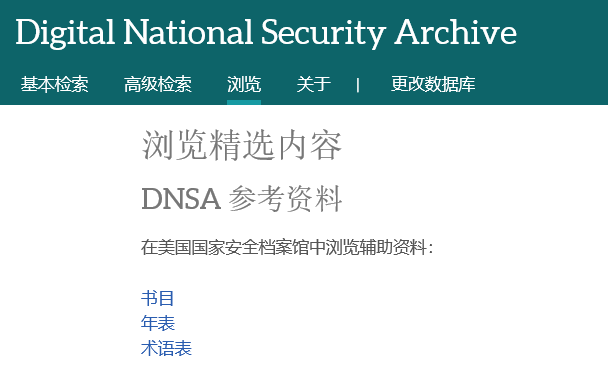 Digital National Security Archive
基本检索 高级检索 浏览 关于 | 更改数据库
浏览精选内容
DNSA 参考资料
在美国国家安全档案馆中浏览辅助资料：
书目
年表
术语表